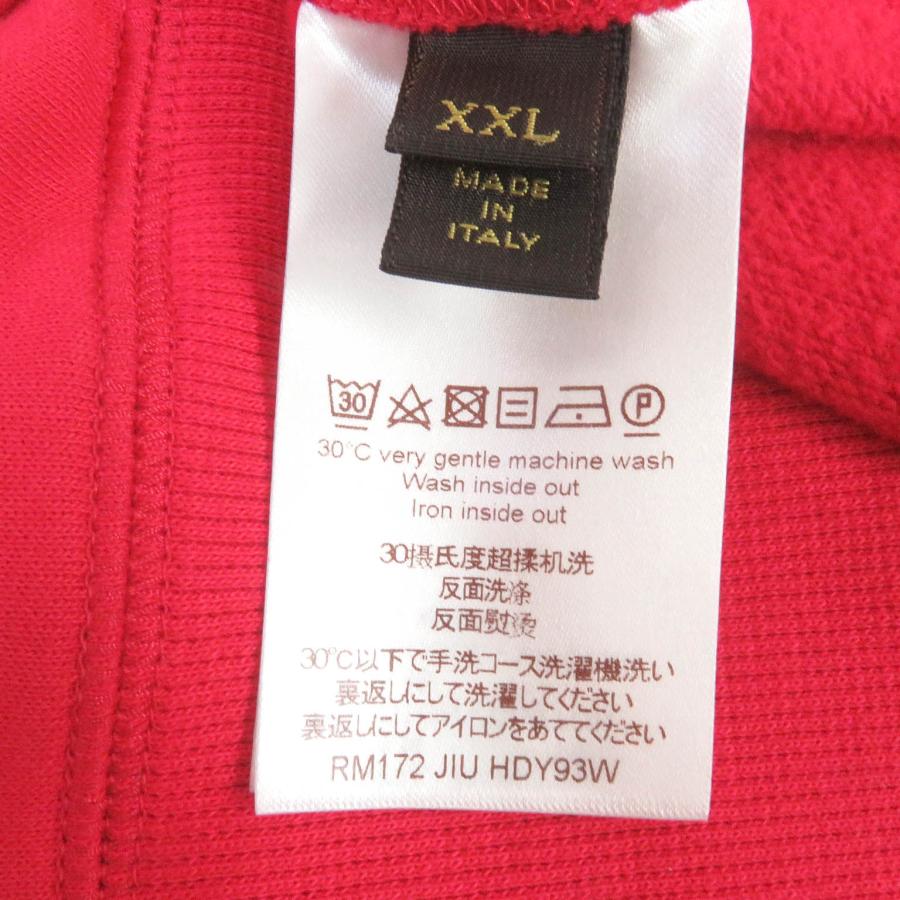 XXL
MADE
IN
ITALY
30 P
30°C very gentle machine wash
Wash inside out
Iron inside out
30摄氏度超揉机洗
反面洗涤
反面熨烫
30°C以下で手洗コース洗濯機洗い
裏返しにして洗濯してください
裏返しにしてアイロンをあててください
RM172 JIU HDY93W